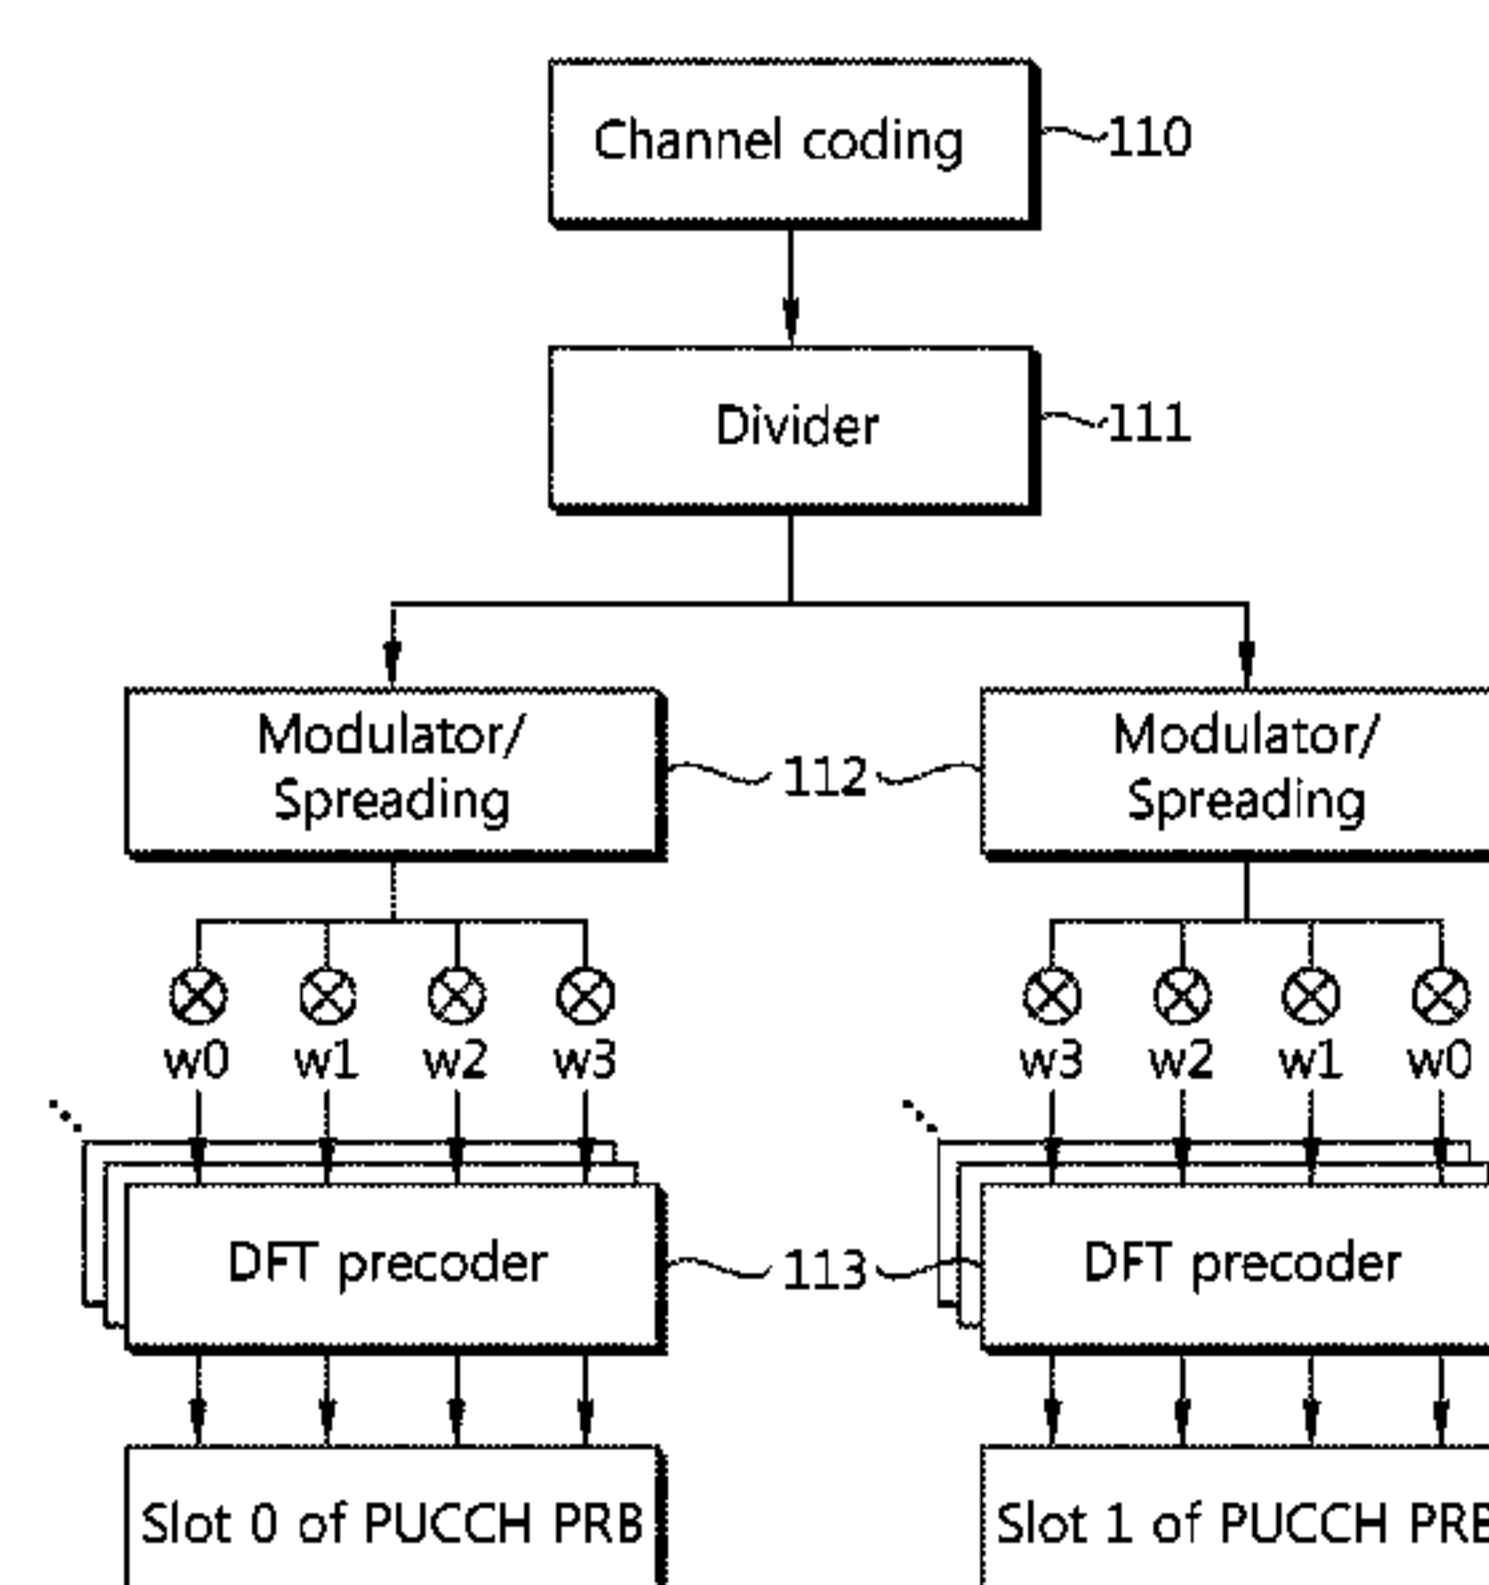 Channel coding
110
Divider
111
Modulator/
Spreading
112
Modulator/
Spreading
w0 w1 w2 w3
w3 w2 w1 w0
DFT precoder
113
DFT precoder
Slot 0 of PUCCH PRB
Slot 1 of PUCCH PRB